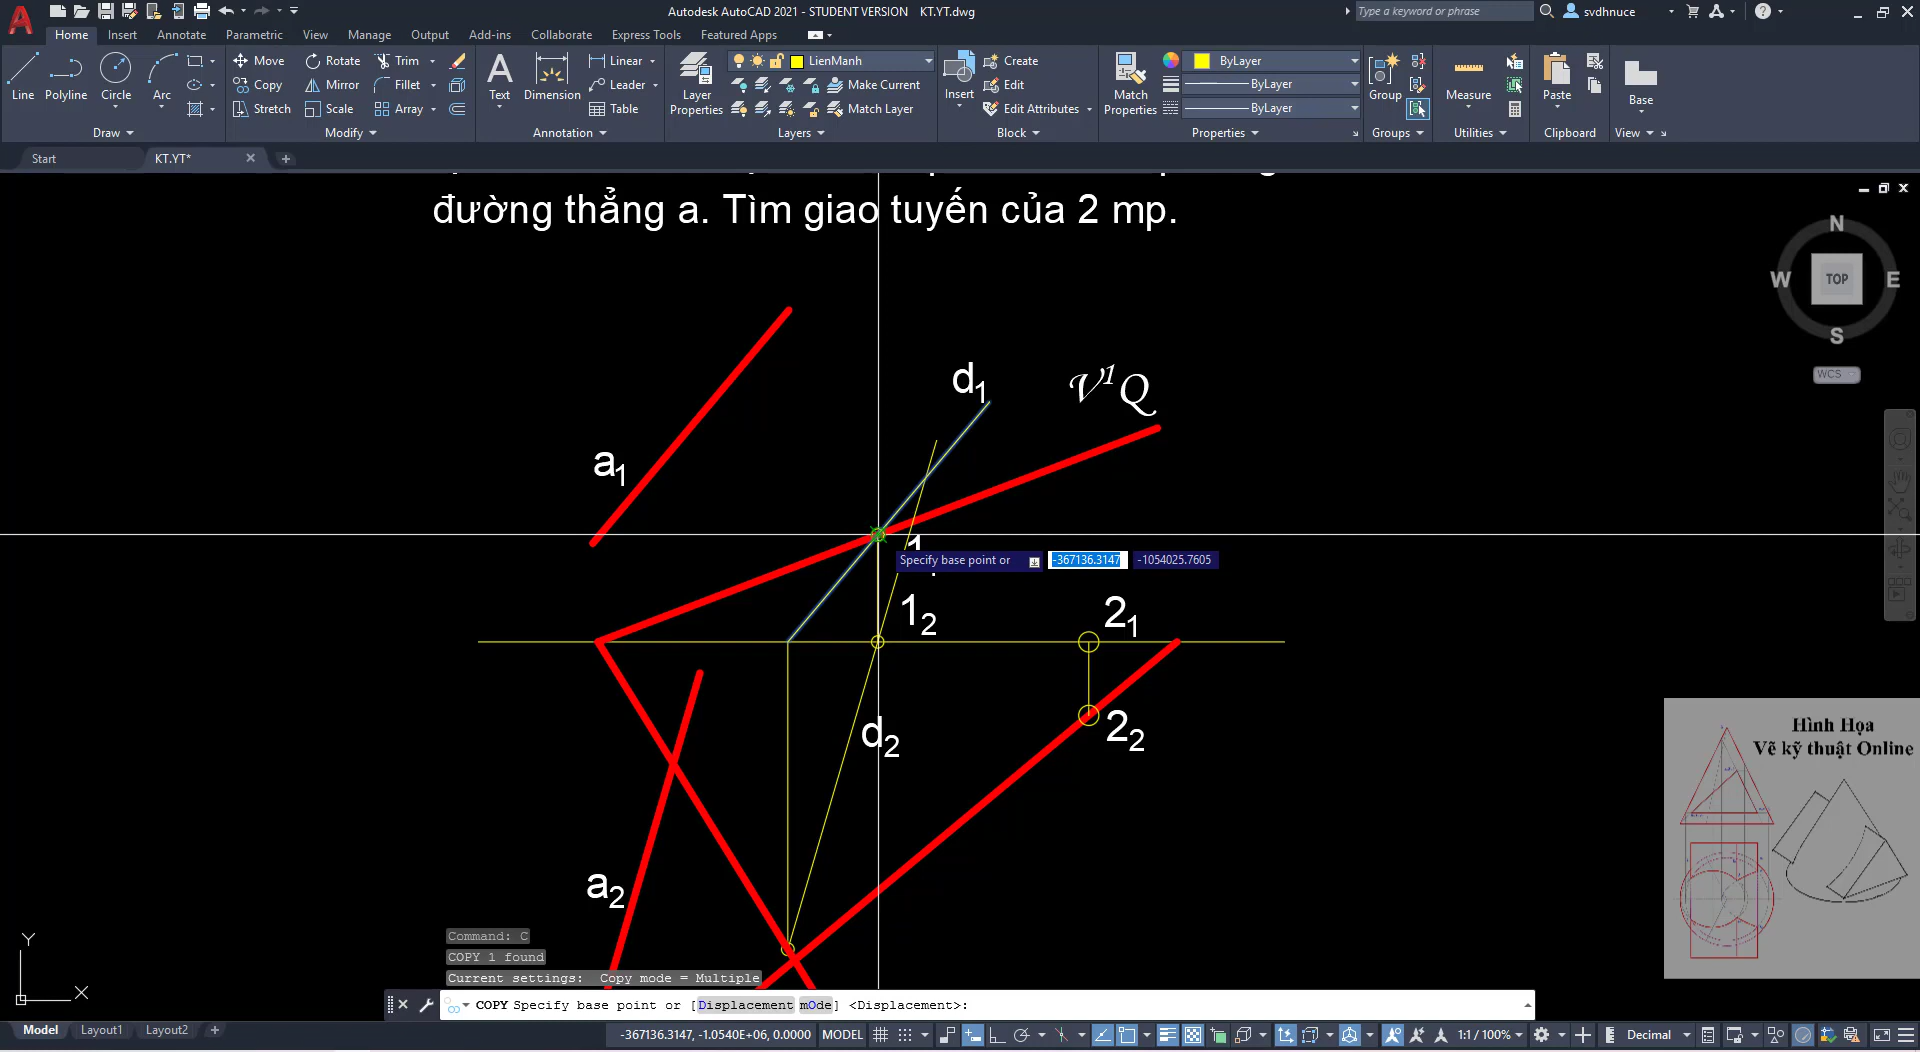 Autodesk AutoCAD 2021 - STUDENT VERSION KT.YT.dwg
Type a keyword or phrase
svdhnuce
Home Insert Annotate Parametric View Manage Output Add-ins Collaborate Express Tools Featured Apps
Line Polyline Circle Arc
Move Rotate Trim
Copy Mirror Fillet
Stretch Scale Array
Text Dimension
Linear
Leader
Table
Layer Properties
LienManh
Make Current
Match Layer
Insert
Create
Edit
Edit Attributes
Match Properties
ByLayer
ByLayer
ByLayer
Group
Measure
Paste
Base
Draw Modify Annotation Layers Block Properties Groups Utilities Clipboard View
Start KT.YT*
đường thẳng a. Tìm giao tuyến của 2 mp.
N
W TOP E
S
WCS
d1
V1Q
a1
Specify base point or -367136.3147 -1054025.7605
12
21
d2
22
a2
Hình Họa
Vẽ kỹ thuật Online
Y
X
Command: C
COPY 1 found
Current settings: Copy mode = Multiple
COPY Specify base point or [Displacement mOde] <Displacement>:
Model Layout1 Layout2
-367136.3147, -1.0540E+06, 0.0000 MODEL 1:1 / 100% Decimal